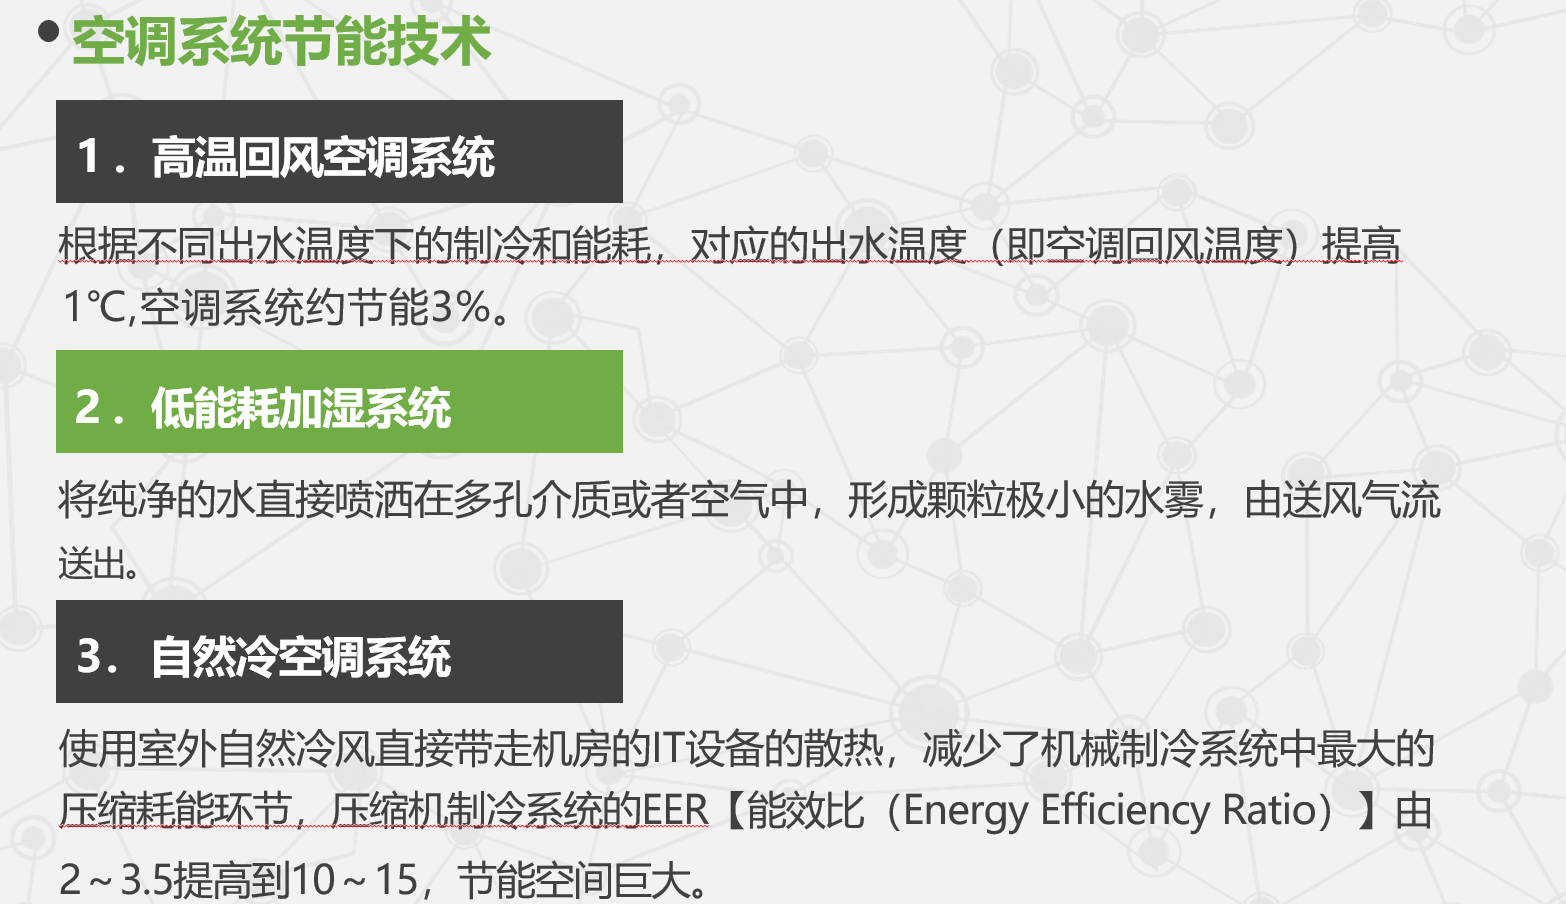 空调系统节能技术
1．高温回风空调系统
根据不同出水温度下的制冷和能耗，对应的出水温度（即空调回风温度）提高
1℃,空调系统约节能3%。
2．低能耗加湿系统
将纯净的水直接喷洒在多孔介质或者空气中，形成颗粒极小的水雾，由送风气流
送出。
3．自然冷空调系统
使用室外自然冷风直接带走机房的IT设备的散热，减少了机械制冷系统中最大的
压缩耗能环节，压缩机制冷系统的EER【能效比（Energy Efficiency Ratio）】由
2～3.5提高到10～15，节能空间巨大。